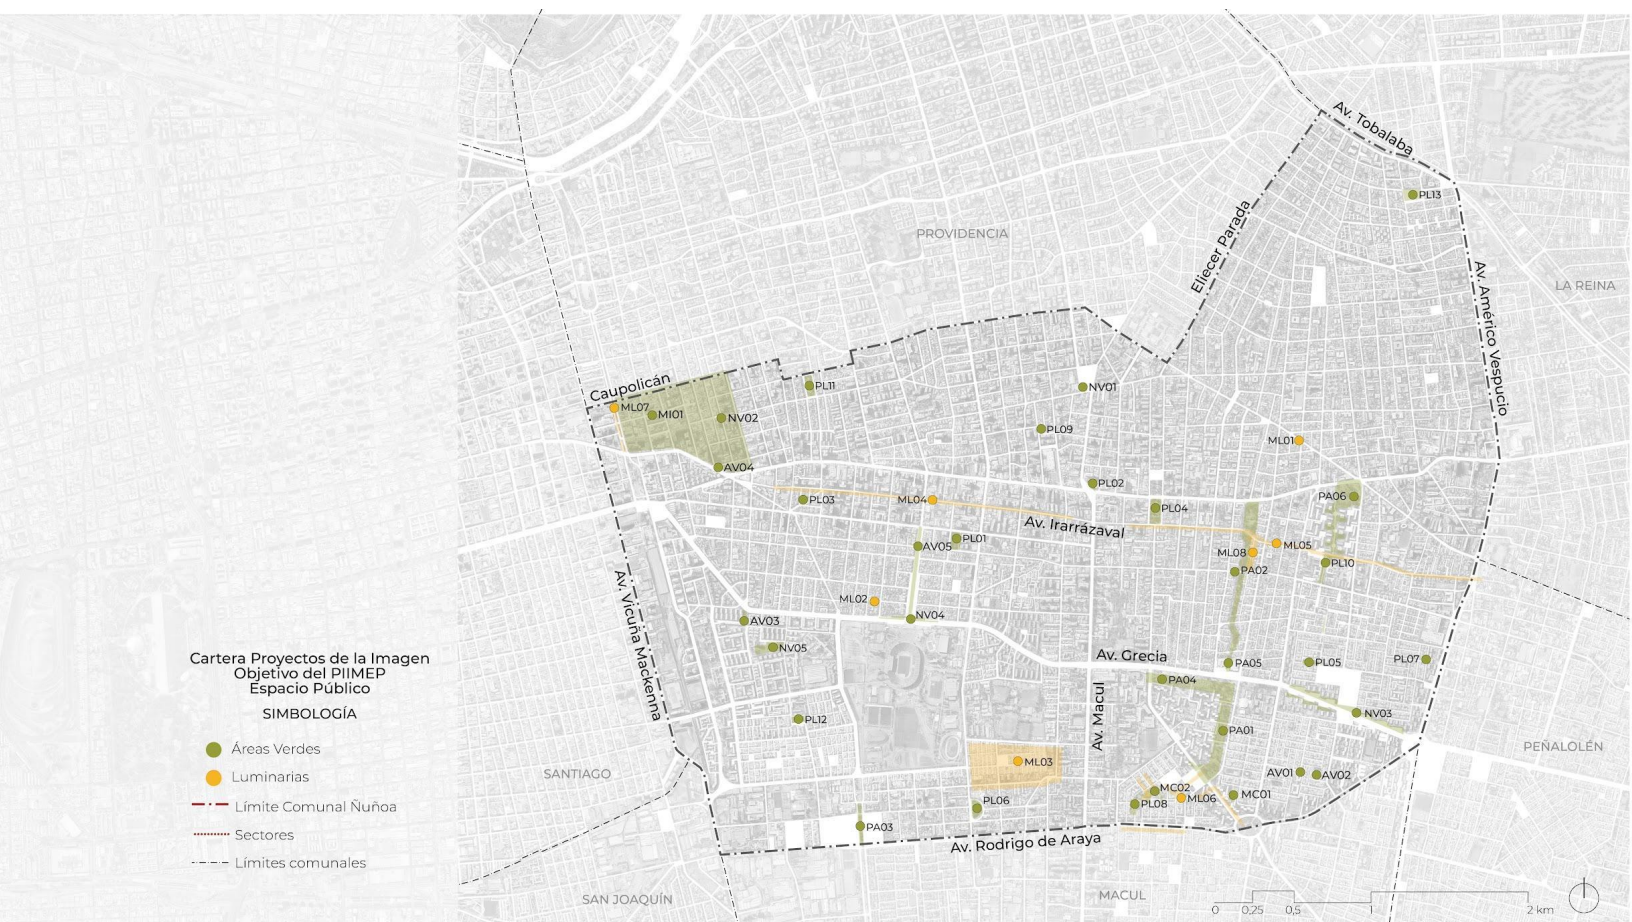 Av. Tobalaba
PL13
Eliecer Parada
PROVIDENCIA
Av. Américo Vespucio
LA REINA
Caupolicán
PL11
NV01
ML07
MI01
NV02
PL09
ML01
AV04
PL02
PL03
ML04
PL04
PA06
Av. Irarrázaval
AV05
PL01
ML08
ML05
PA02
PL10
Av. Vicuña Mackenna
ML02
NV04
AV03
NV05
Av. Grecia
PA05
PL05
PL07
PA04
Av. Macul
NV03
PL12
PA01
ML03
PEÑALOLÉN
SANTIAGO
AV01
AV02
MC02
ML06
MC01
PL08
PL06
PA03
Av. Rodrigo de Araya
SAN JOAQUÍN
MACUL
Cartera Proyectos de la Imagen
Objetivo del PIIMEP
Espacio Público
SIMBOLOGÍA
Áreas Verdes
Luminarias
Límite Comunal Ñuñoa
Sectores
Límites comunales
0 0,25 0,5 1 2 km